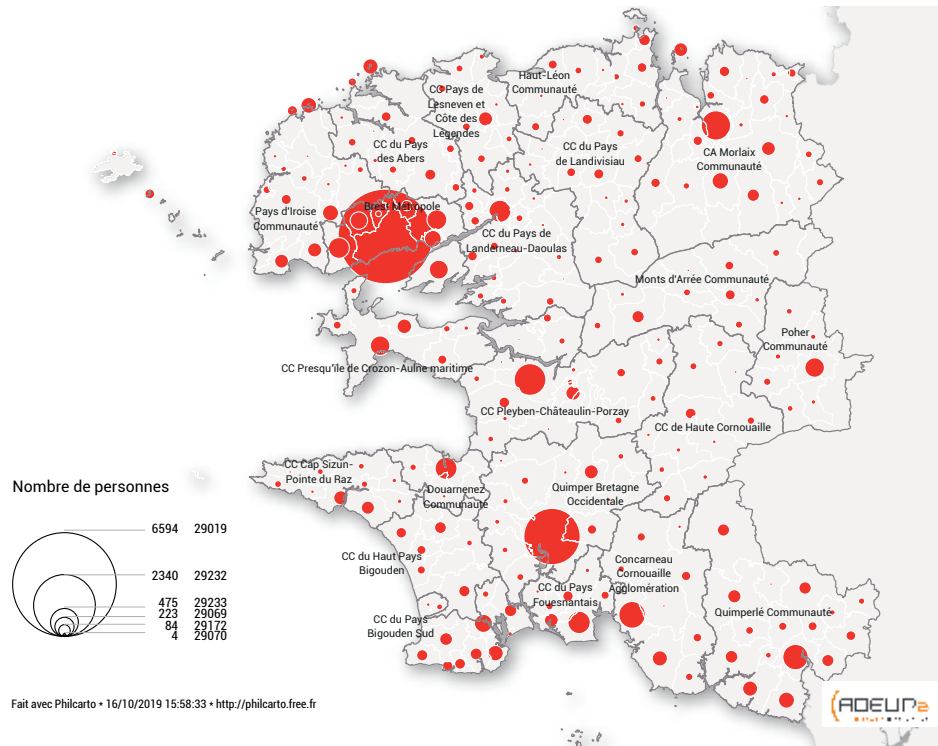 Haut-Léon
Communauté
CC Pays de
Lesneven et
Côte des
Légendes
CC du Pays
des Abers
CC du Pays
de Landivisiau
CA Morlaix
Communauté
Brest Métropole
Pays d'Iroise
Communauté
CC du Pays de
Landerneau-Daoulas
Monts d'Arrée Communauté
Poher
Communauté
CC Presqu'île de Crozon-Aulne maritime
CC Pleyben-Châteaulin-Porzay
CC de Haute Cornouaille
CC Cap Sizun-
Pointe du Raz
Douarnenez
Communauté
Quimper Bretagne
Occidentale
Nombre de personnes
6594 29019
2340 29232
475 29233
223 29069
84 29172
4 29070
CC du Haut Pays
Bigouden
Concarneau
Cornouaille
Agglomération
CC du Pays
Fouesnantais
Quimperlé Communauté
CC du Pays
Bigouden Sud
Fait avec Philcarto * 16/10/2019 15:58:33 * http://philcarto.free.fr
ADEUPa